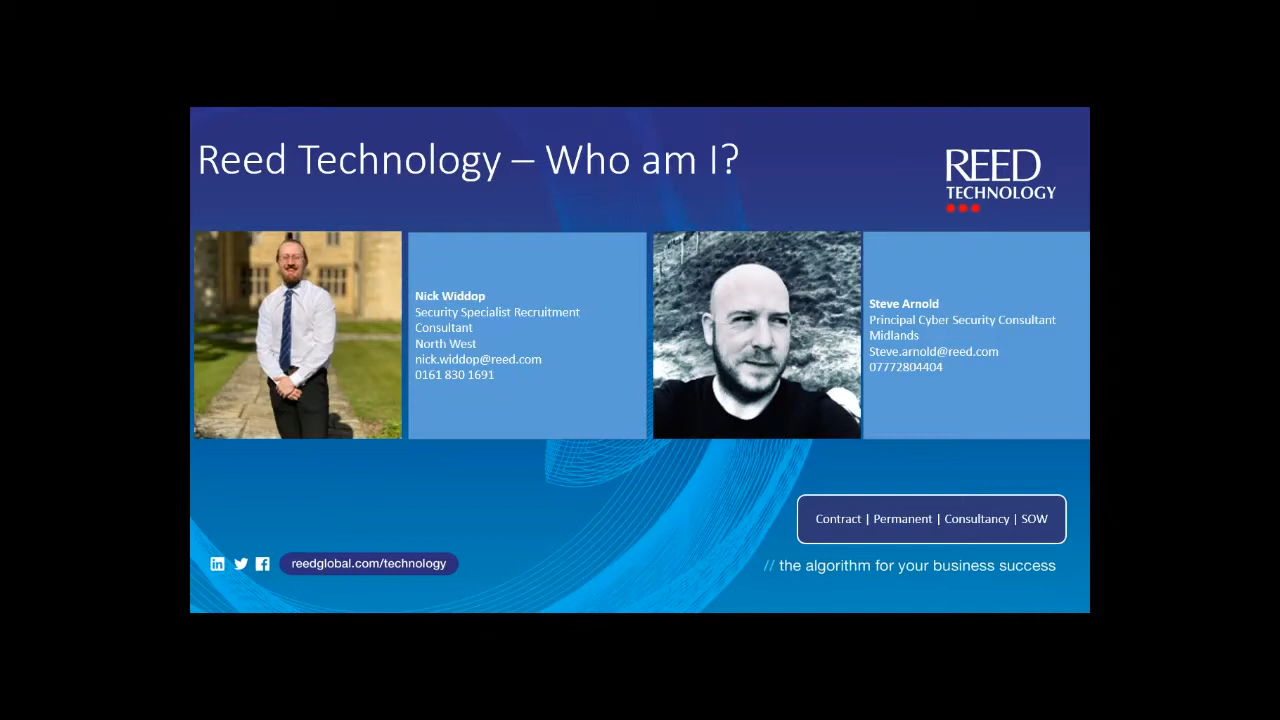 Reed Technology – Who am I?
REED
TECHNOLOGY
Nick Widdop
Security Specialist Recruitment
Consultant
North West
nick.widdop@reed.com
0161 830 1691
Steve Arnold
Principal Cyber Security Consultant
Midlands
Steve.arnold@reed.com
07772804404
Contract | Permanent | Consultancy | SOW
in
f
reedglobal.com/technology
// the algorithm for your business success